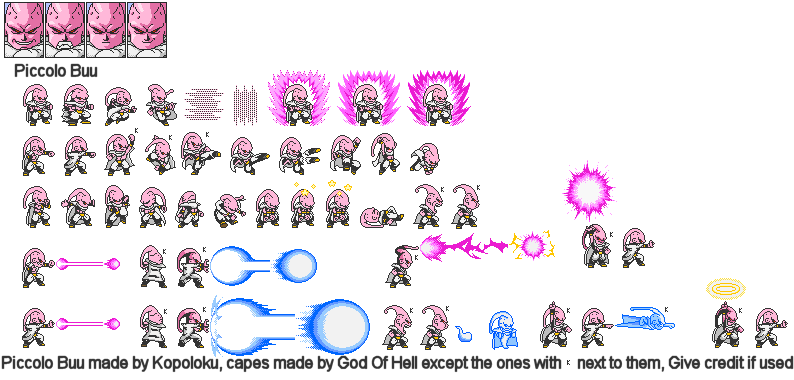 Piccolo Buu
K K
K K
K
K K K
K K K K K K K K
Piccolo Buu made by Kopoloku, capes made by God Of Hell except the ones with K next to them, Give credit if used